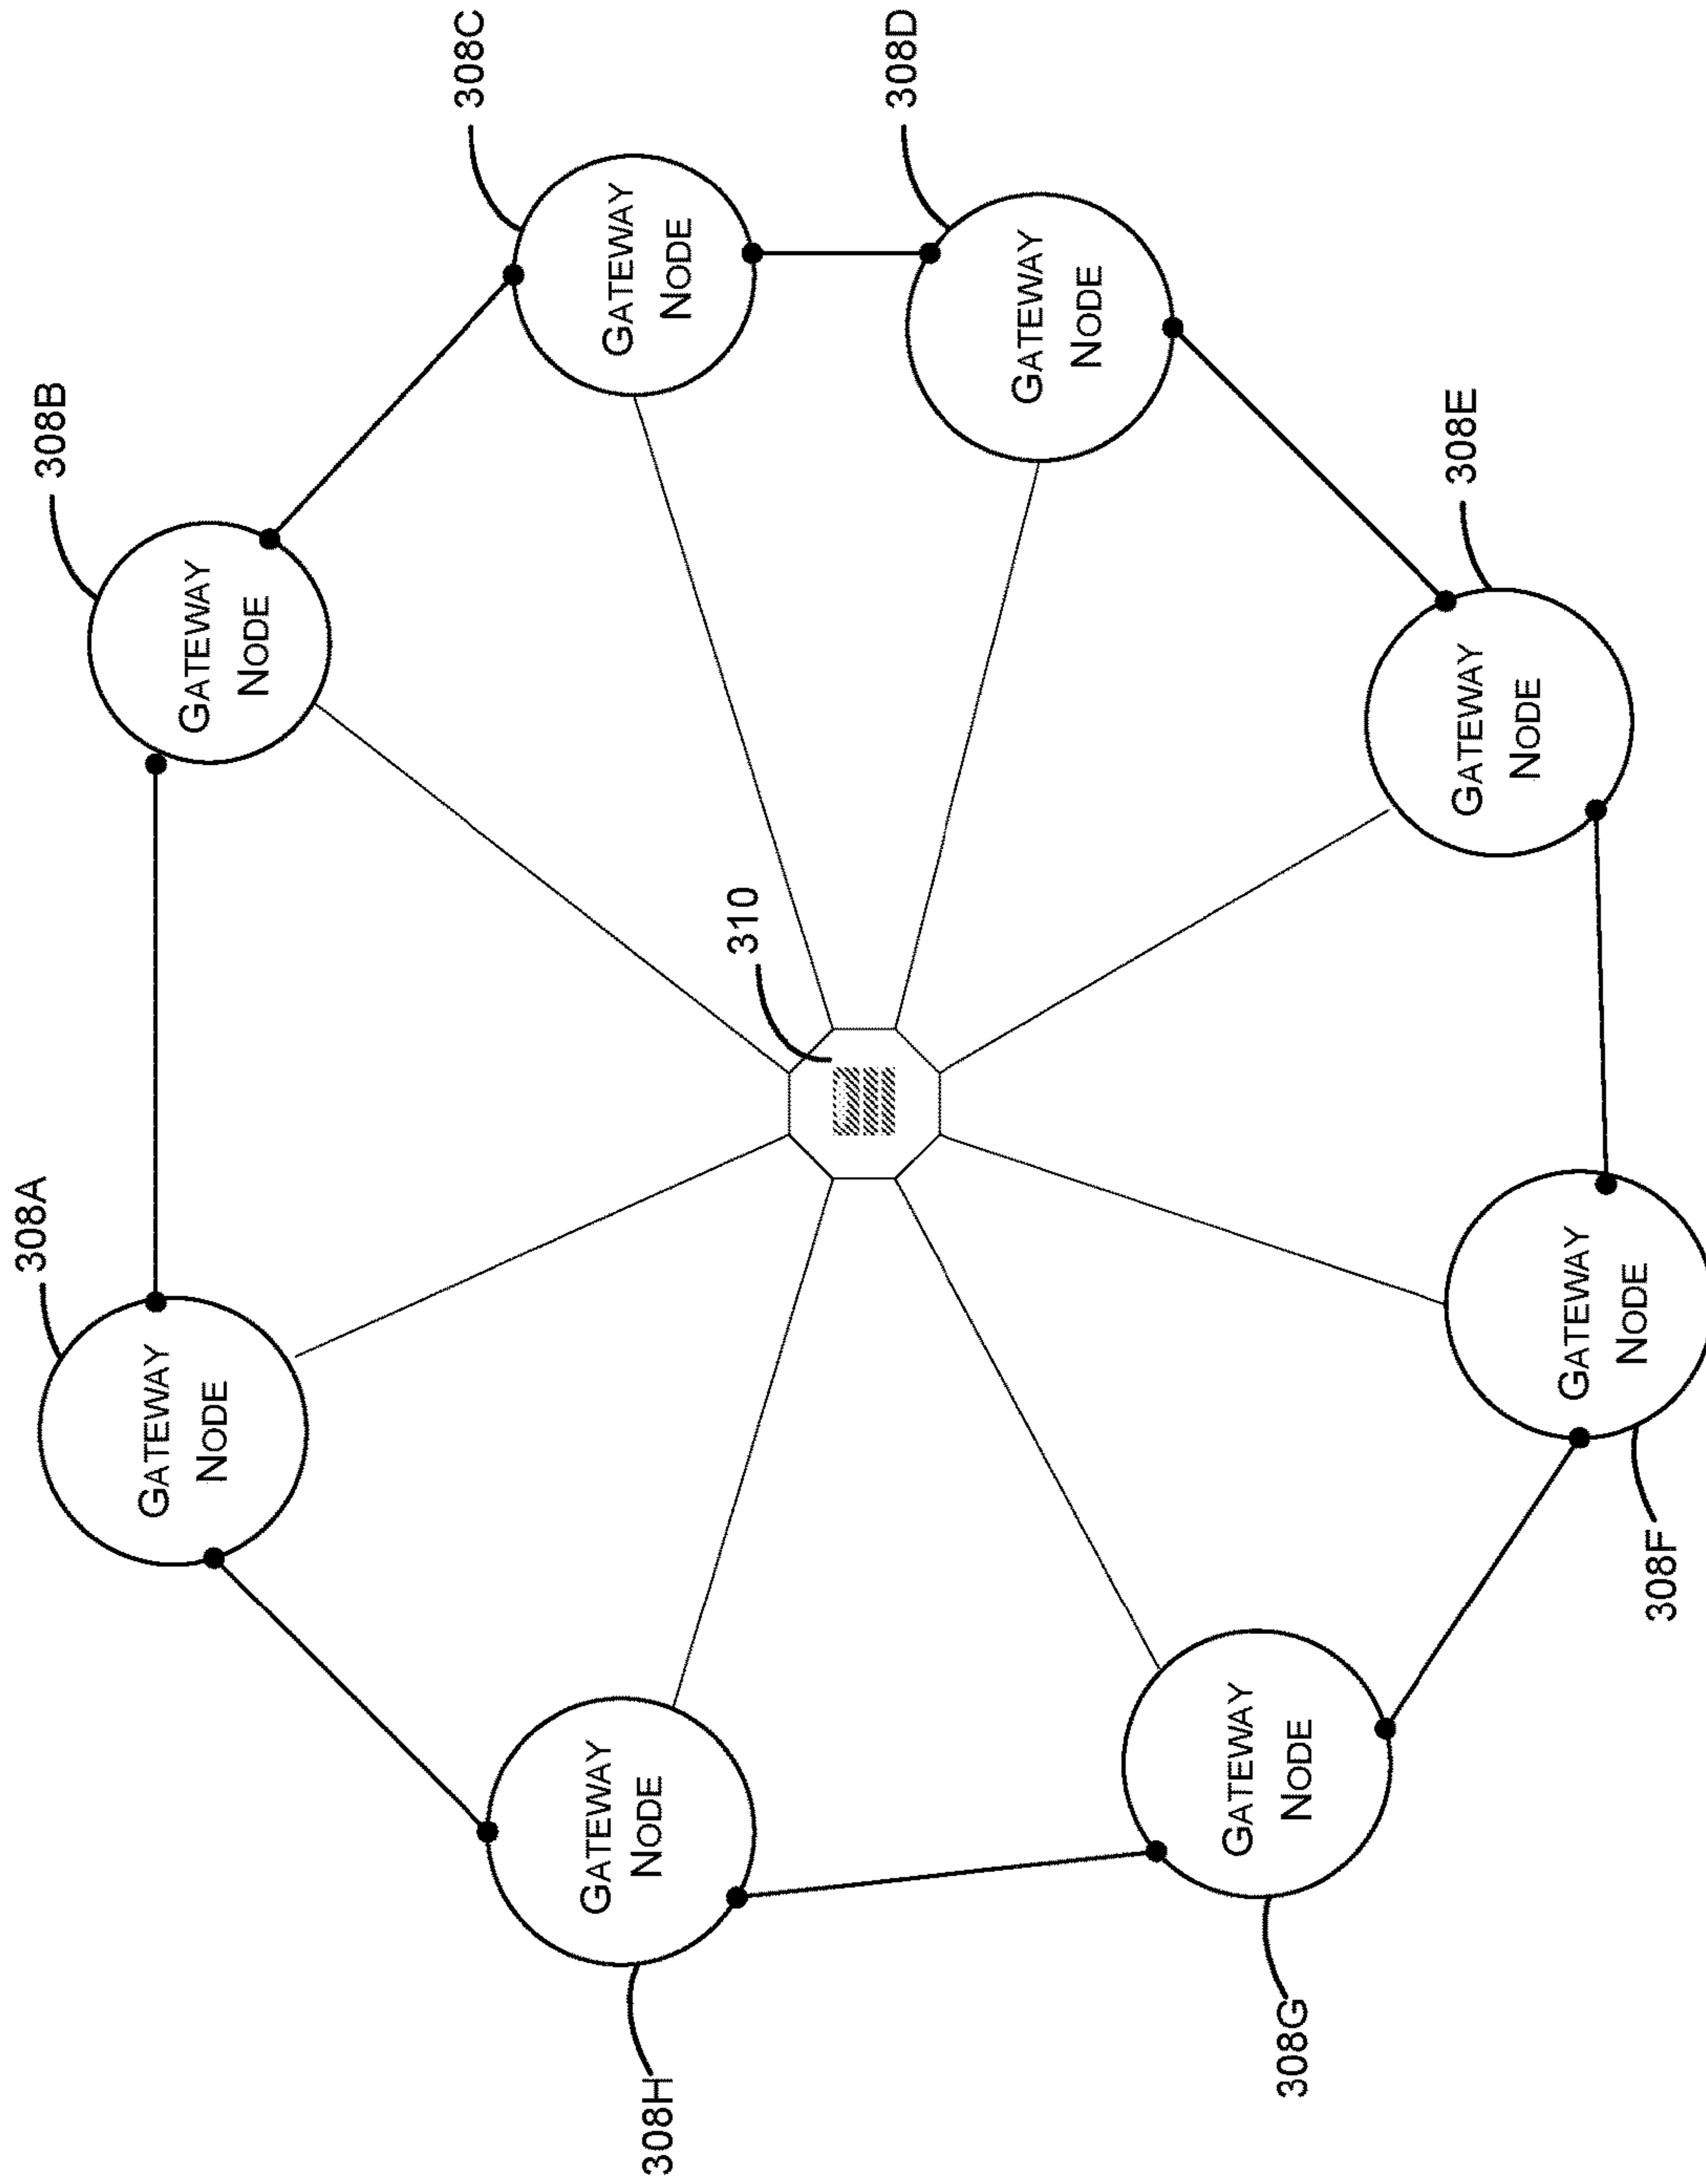 308A
GATEWAY
NODE
308B
GATEWAY
NODE
308C
GATEWAY
NODE
308D
GATEWAY
NODE
308E
GATEWAY
NODE
308F
GATEWAY
NODE
308G
GATEWAY
NODE
308H
GATEWAY
NODE
310